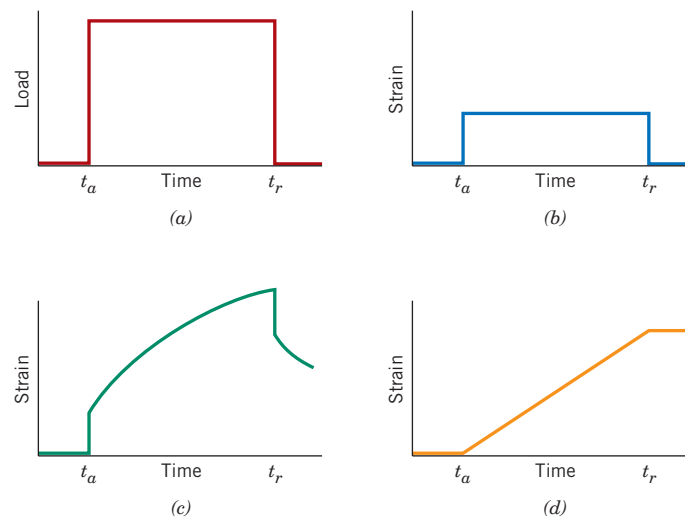 Load
t_a Time t_r
(a)
Strain
t_a Time t_r
(b)
Strain
t_a Time t_r
(c)
Strain
t_a Time t_r
(d)